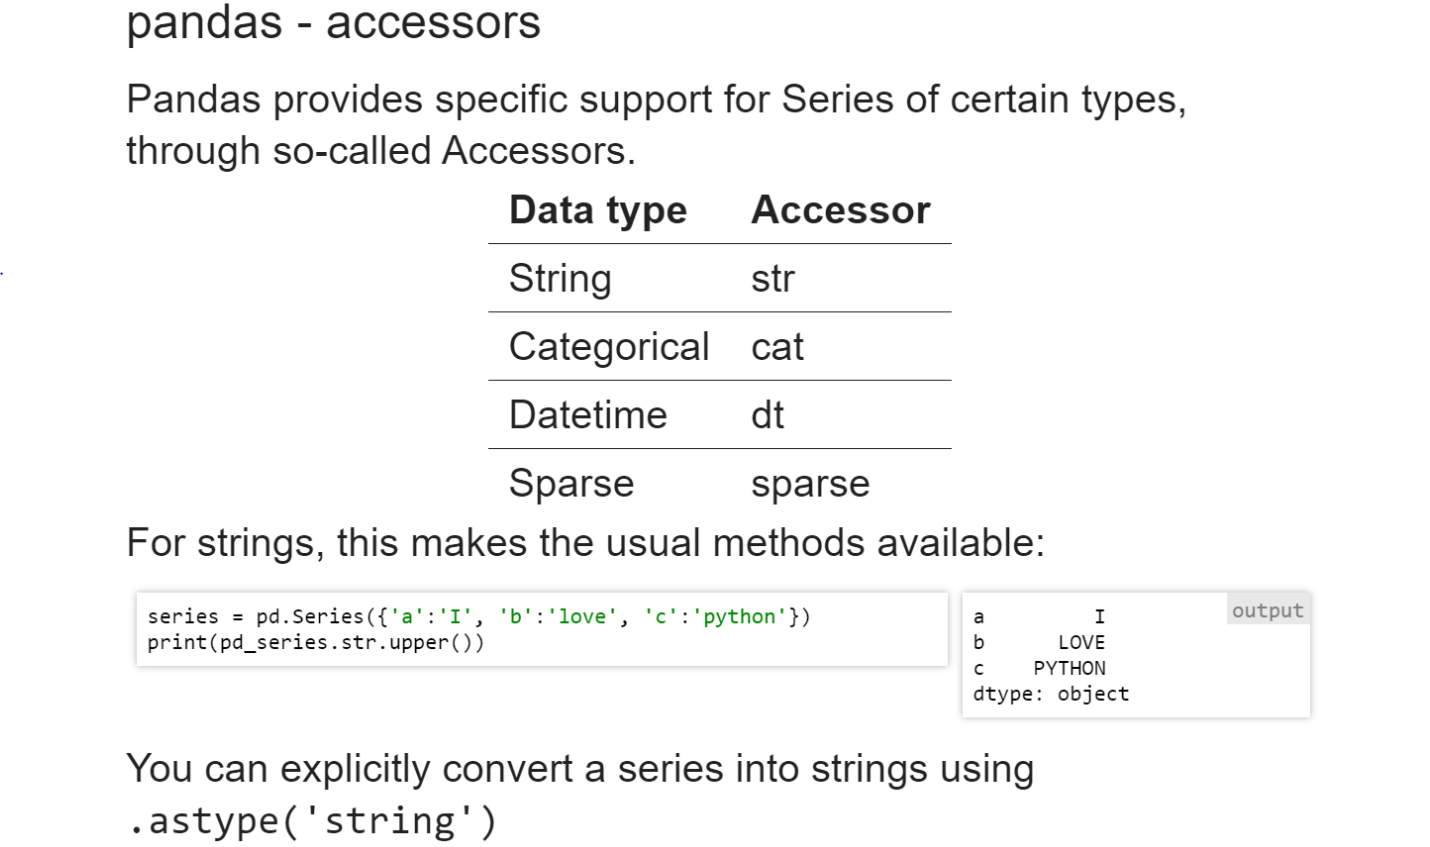 pandas - accessors
Pandas provides specific support for Series of certain types,
through so-called Accessors.
Data type Accessor
String str
Categorical cat
Datetime dt
Sparse sparse
For strings, this makes the usual methods available:
series = pd.Series({'a':'I', 'b':'love', 'c':'python'})
print(pd_series.str.upper())
output
a I
b LOVE
c PYTHON
dtype: object
You can explicitly convert a series into strings using
.astype('string')